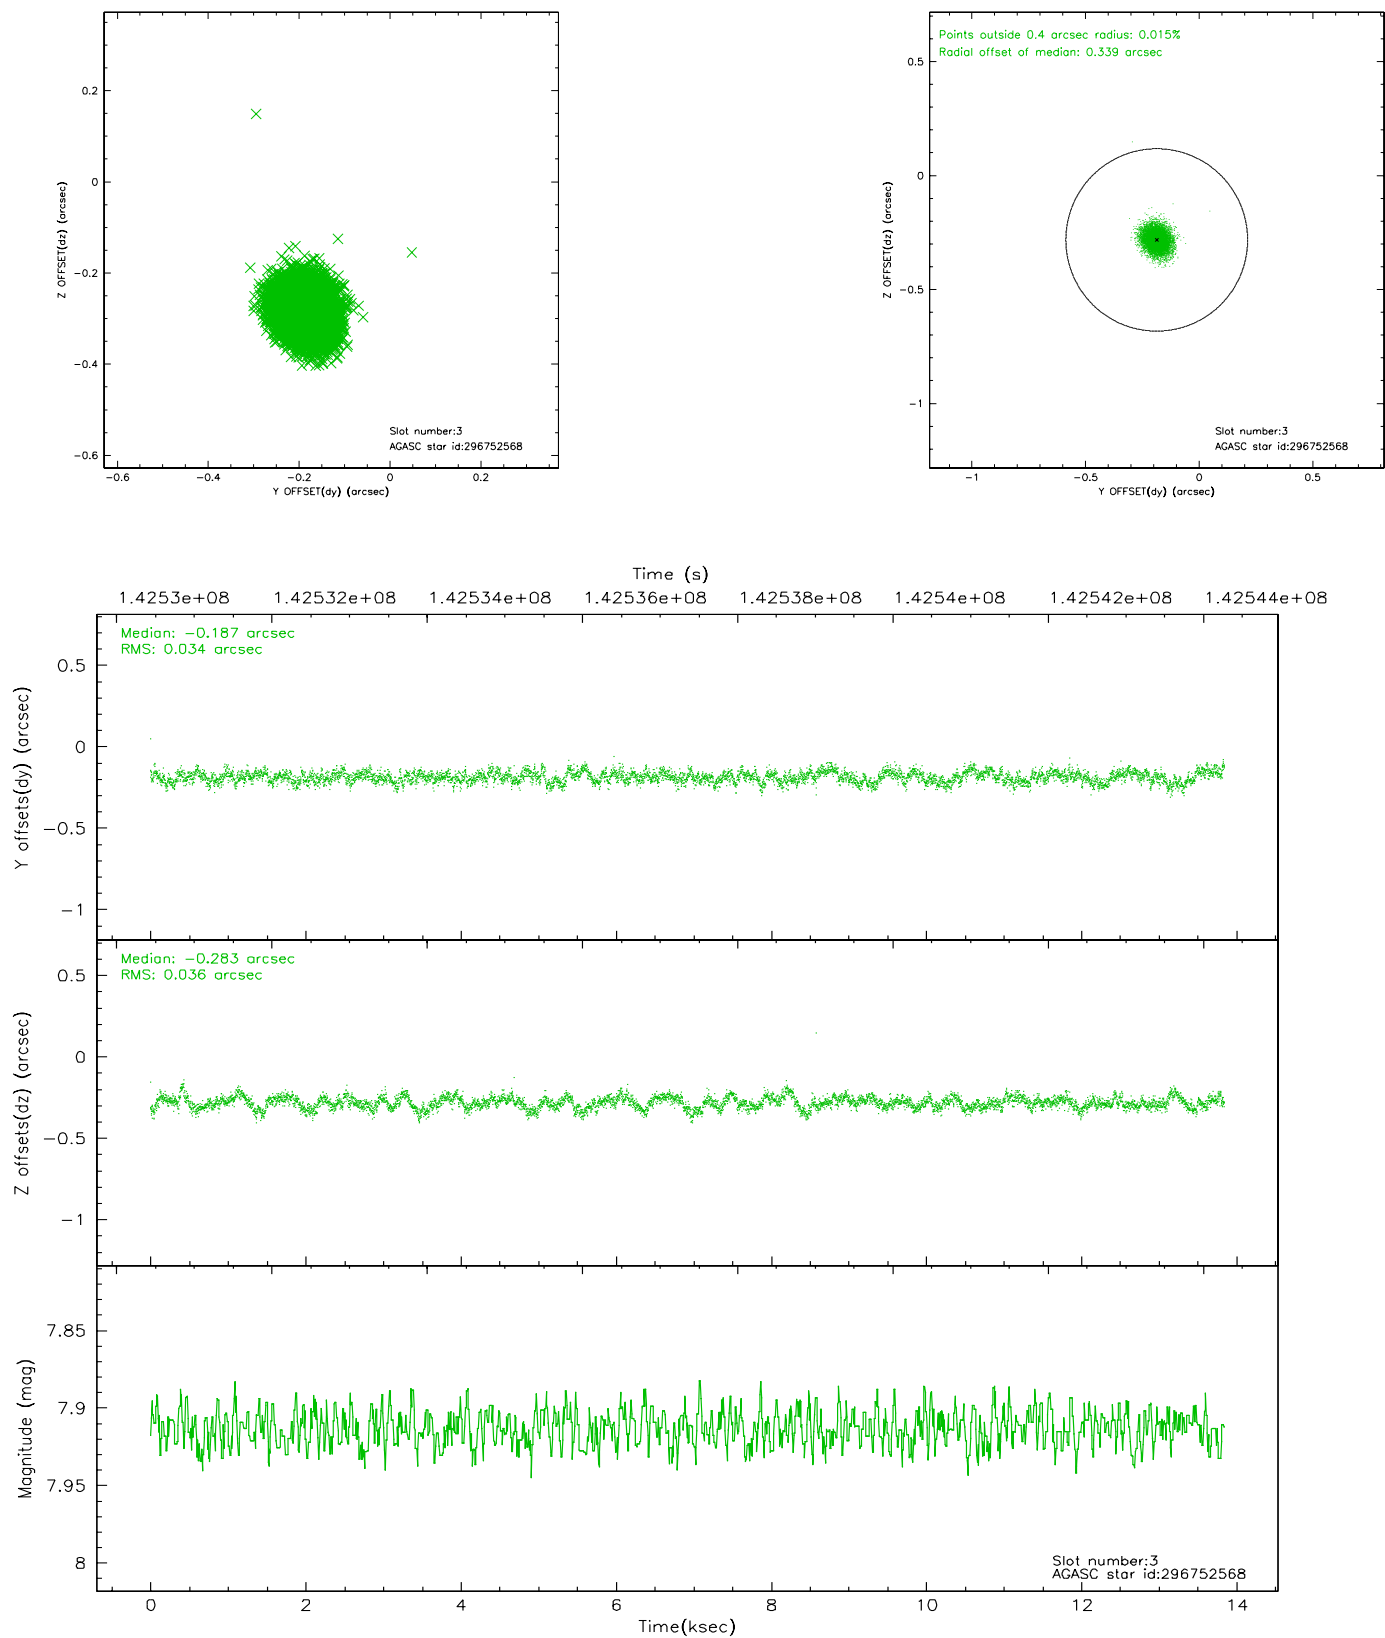 0.2
0
−0.2
−0.4
−0.6
Z OFFSET(dz) (arcsec)
Slot number:3
AGASC star id:296752568
−0.6
−0.4
−0.2
0
0.2
Y OFFSET(dy) (arcsec)
Points outside 0.4 arcsec radius: 0.015%
Radial offset of median: 0.339 arcsec
0.5
0
−0.5
−1
Z OFFSET(dz) (arcsec)
Slot number:3
AGASC star id:296752568
−1
−0.5
0
0.5
Y OFFSET(dy) (arcsec)
Time (s)
1.4253e+08
1.42532e+08
1.42534e+08
1.42536e+08
1.42538e+08
1.4254e+08
1.42542e+08
1.42544e+08
Median: −0.187 arcsec
RMS: 0.034 arcsec
0.5
0
−0.5
−1
Y offsets(dy) (arcsec)
Median: −0.283 arcsec
RMS: 0.036 arcsec
0.5
0
−0.5
−1
Z offsets(dz) (arcsec)
7.85
7.9
7.95
8
Magnitude (mag)
Slot number:3
AGASC star id:296752568
0
2
4
6
8
10
12
14
Time(ksec)